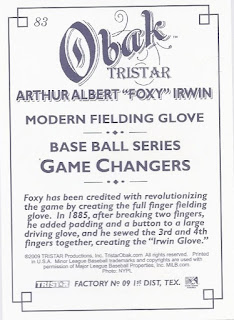 83
Obak
TRISTAR
ARTHUR ALBERT "FOXY" IRWIN
MODERN FIELDING GLOVE
BASE BALL SERIES
GAME CHANGERS
Foxy has been credited with revolutionizing
the game by creating the full finger fielding
glove. In 1885, after breaking two fingers,
he added padding and a button to a large
driving glove, and he sewed the 3rd and 4th
fingers together, creating the "Irwin Glove."
©2009 TRISTAR Productions, Inc. TristarObak.com All rights reserved. Printed
in U.S.A. Minor League Baseball trademarks and copyrights are used with
permission of Major League Baseball Properties, Inc. MiLB.com.
Photo: NYPL
TRISTAR FACTORY Nº 09 1st DIST, TEX.